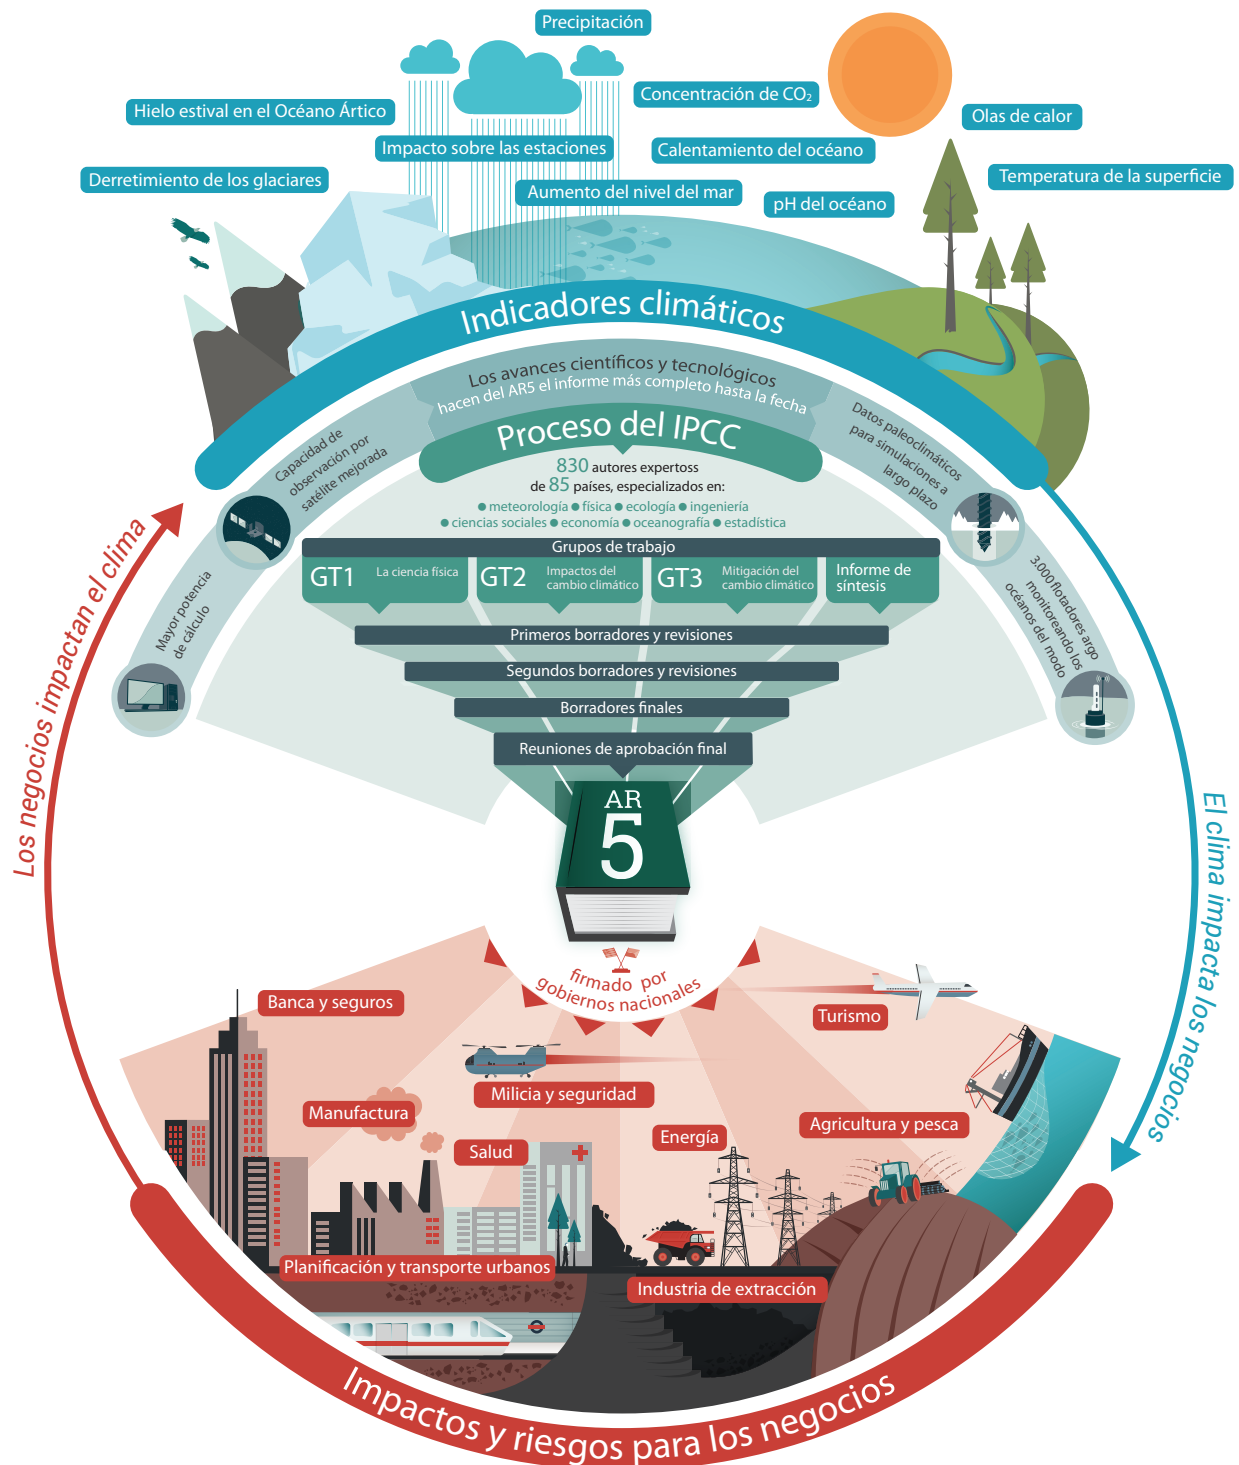 Precipitación
Concentración de CO₂
Hielo estival en el Océano Ártico
Olas de calor
Impacto sobre las estaciones
Calentamiento del océano
Derretimiento de los glaciares
Temperatura de la superficie
Aumento del nivel del mar
pH del océano
Indicadores climáticos
Los avances científicos y tecnológicos
hacen del AR5 el informe más completo hasta la fecha
Capacidad de
observación por
satélite mejorada
Datos paleoclimáticos
para simulaciones a
largo plazo
Mayor potencia
de cálculo
3.000 flotadores argo
monitoreando los
océanos del modo
Proceso del IPCC
830 autores expertoss
de 85 países, especializados en:
● meteorología ● física ● ecología ● ingeniería
● ciencias sociales ● economía ● oceanografía ● estadística
Grupos de trabajo
GT1 La ciencia física
GT2 Impactos del
cambio climático
GT3 Mitigación del
cambio climático
Informe de
síntesis
Primeros borradores y revisiones
Segundos borradores y revisiones
Borradores finales
Reuniones de aprobación final
AR
5
Los negocios impactan el clima
El clima impacta los negocios
firmado por
gobiernos nacionales
Banca y seguros
Turismo
Milicia y seguridad
Manufactura
Agricultura y pesca
Energía
Salud
Planificación y transporte urbanos
Industria de extracción
Impactos y riesgos para los negocios